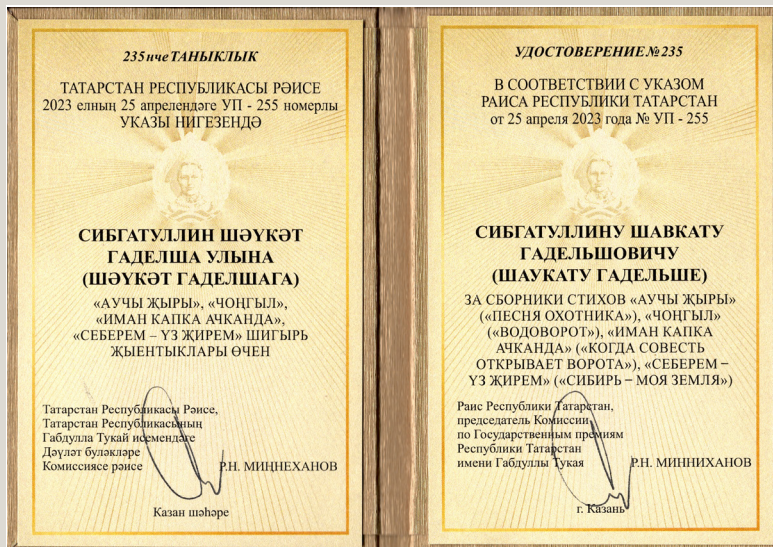 235нче ТАНЫКЛЫК
ТАТАРСТАН РЕСПУБЛИКАСЫ РӘИСЕ
2023 елның 25 апрелендәге УП - 255 номерлы
УКАЗЫ НИГЕЗЕНДӘ
СИБГАТУЛЛИН ШӘҮКӘТ
ГАДЕЛША УЛЫНА
(ШӘҮКӘТ ГАДЕЛШАГА)
«АУЧЫ ҖЫРЫ», «ЧОҢГЫЛ»,
«ИМАН КАПКА АЧКАНДА»,
«СЕБЕРЕМ – ҮЗ ҖИРЕМ» ШИГЫРЬ
ҖЫЕНТЫКЛАРЫ ӨЧЕН
Татарстан Республикасы Рәисе,
Татарстан Республикасының
Габдулла Тукай исемендәге
Дәүләт бүләкләре
Комиссиясе рәисе Р.Н. МИҢНЕХАНОВ
Казан шәһәре
УДОСТОВЕРЕНИЕ № 235
В СООТВЕТСТВИИ С УКАЗОМ
РАИСА РЕСПУБЛИКИ ТАТАРСТАН
от 25 апреля 2023 года № УП - 255
СИБГАТУЛЛИНУ ШАВКАТУ
ГАДЕЛЬШОВИЧУ
(ШАУКАТУ ГАДЕЛЬШЕ)
ЗА СБОРНИКИ СТИХОВ «АУЧЫ ҖЫРЫ»
(«ПЕСНЯ ОХОТНИКА»), «ЧОҢГЫЛ»
(«ВОДОВОРОТ»), «ИМАН КАПКА
АЧКАНДА» («КОГДА СОВЕСТЬ
ОТКРЫВАЕТ ВОРОТА»), «СЕБЕРЕМ –
ҮЗ ҖИРЕМ» («СИБИРЬ – МОЯ ЗЕМЛЯ»)
Раис Республики Татарстан,
председатель Комиссии
по Государственным премиям
Республики Татарстан
имени Габдуллы Тукая Р.Н. МИННИХАНОВ
г. Казань